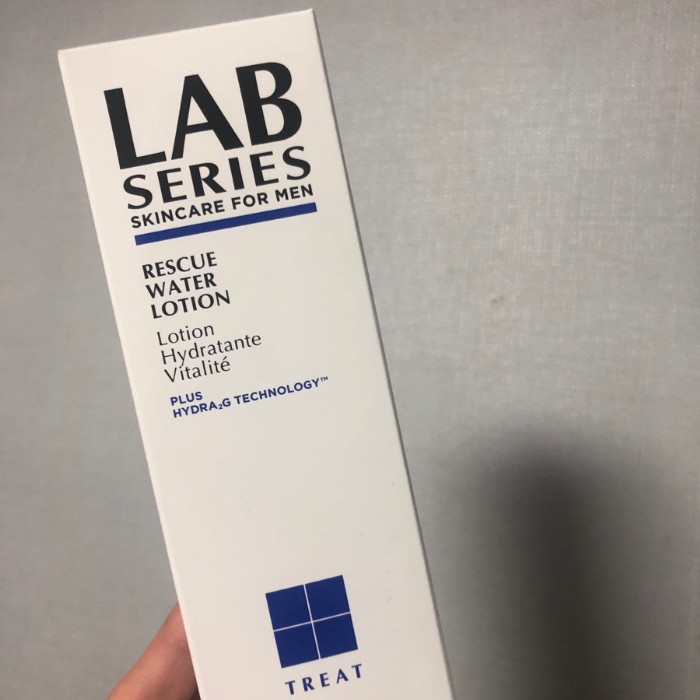 LAB
SERIES
SKINCARE FOR MEN
RESCUE
WATER
LOTION
Lotion
Hydratante
Vitalité
PLUS
HYDRA₂G TECHNOLOGY™
TREAT